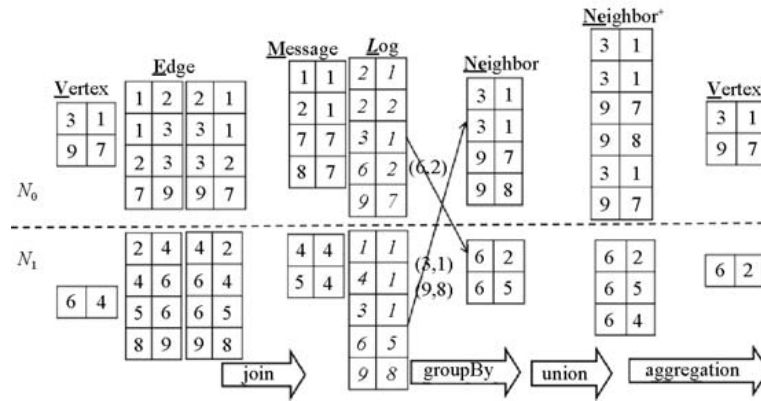 Neighbor+
Message Log
Edge Neighbor
Vertex Vertex
2 1
3 1
1 1
1 2 2 1
2 1
2 2
3 1
3 1
3 1
3 1
1 3 3 1
7 7
3 1
3 1
9 7
9 7
9 7
2 3 3 2
8 7
6 2
(6,2)
9 7
9 8
7 9 9 7
9 7
9 8
3 1
9 7
N0
N1
2 4 4 2
4 4
1 1
4 6 6 4
5 4
4 1
(3,1)
6 2
6 2
6 2
6 4
5 6 6 5
3 1
(9,8)
6 5
6 5
8 9 9 8
6 5
6 4
9 8
join groupBy union aggregation